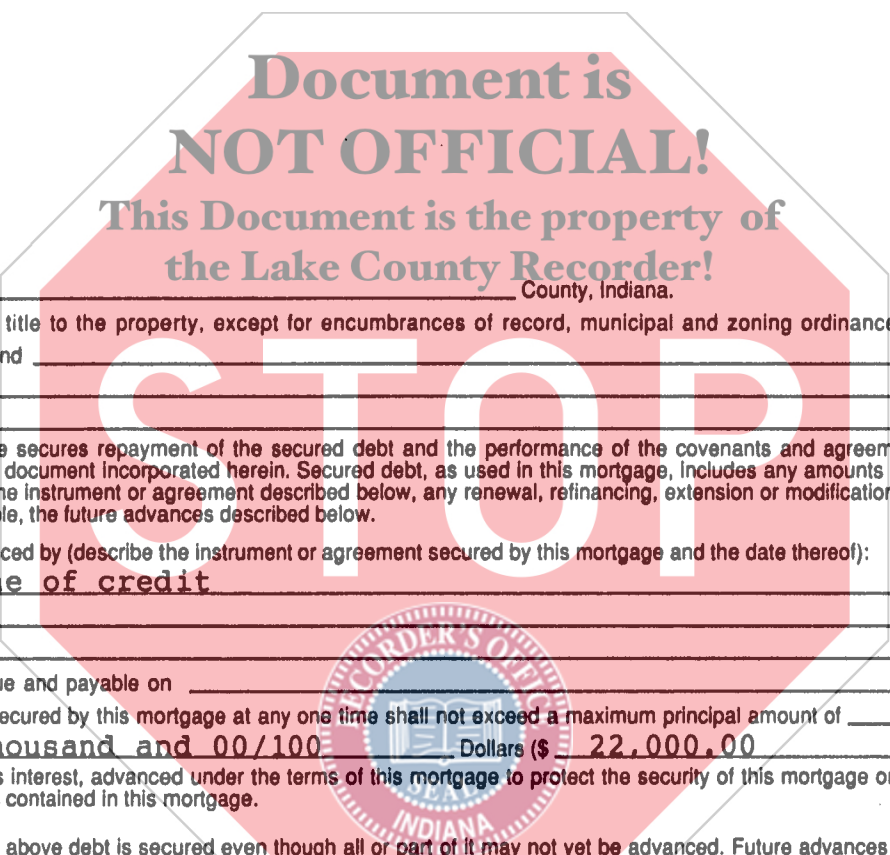 Document is
NOT OFFICIAL!
This Document is the property of
the Lake County Recorder!
County, Indiana.
title to the property, except for encumbrances of record, municipal and zoning ordinance
nd
STOP
e secures repayment of the secured debt and the performance of the covenants and agreem
document incorporated herein. Secured debt, as used in this mortgage, includes any amounts
ne instrument or agreement described below, any renewal, refinancing, extension or modification
le, the future advances described below.
ced by (describe the instrument or agreement secured by this mortgage and the date thereof):
e of credit
RECORDER'S OFFICE
ue and payable on
ecured by this mortgage at any one time shall not exceed a maximum principal amount of
housand and 00/100 Dollars ($ 22,000.00
s interest, advanced under the terms of this mortgage to protect the security of this mortgage or
contained in this mortgage.
SEAL
INDIANA
above debt is secured even though all or part of it may not yet be advanced. Future advances